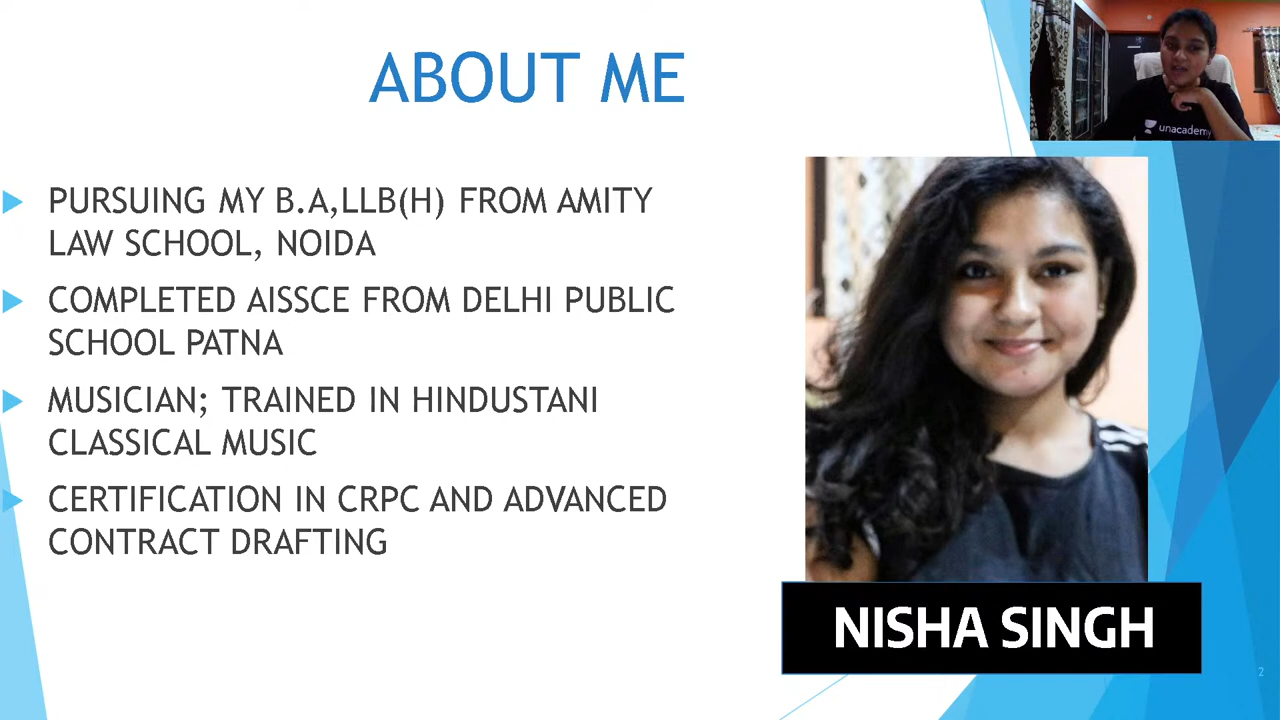 ABOUT ME
unacademy
PURSUING MY B.A,LLB(H) FROM AMITY
LAW SCHOOL, NOIDA
COMPLETED AISSCE FROM DELHI PUBLIC
SCHOOL PATNA
MUSICIAN; TRAINED IN HINDUSTANI
CLASSICAL MUSIC
CERTIFICATION IN CRPC AND ADVANCED
CONTRACT DRAFTING
NISHA SINGH
2